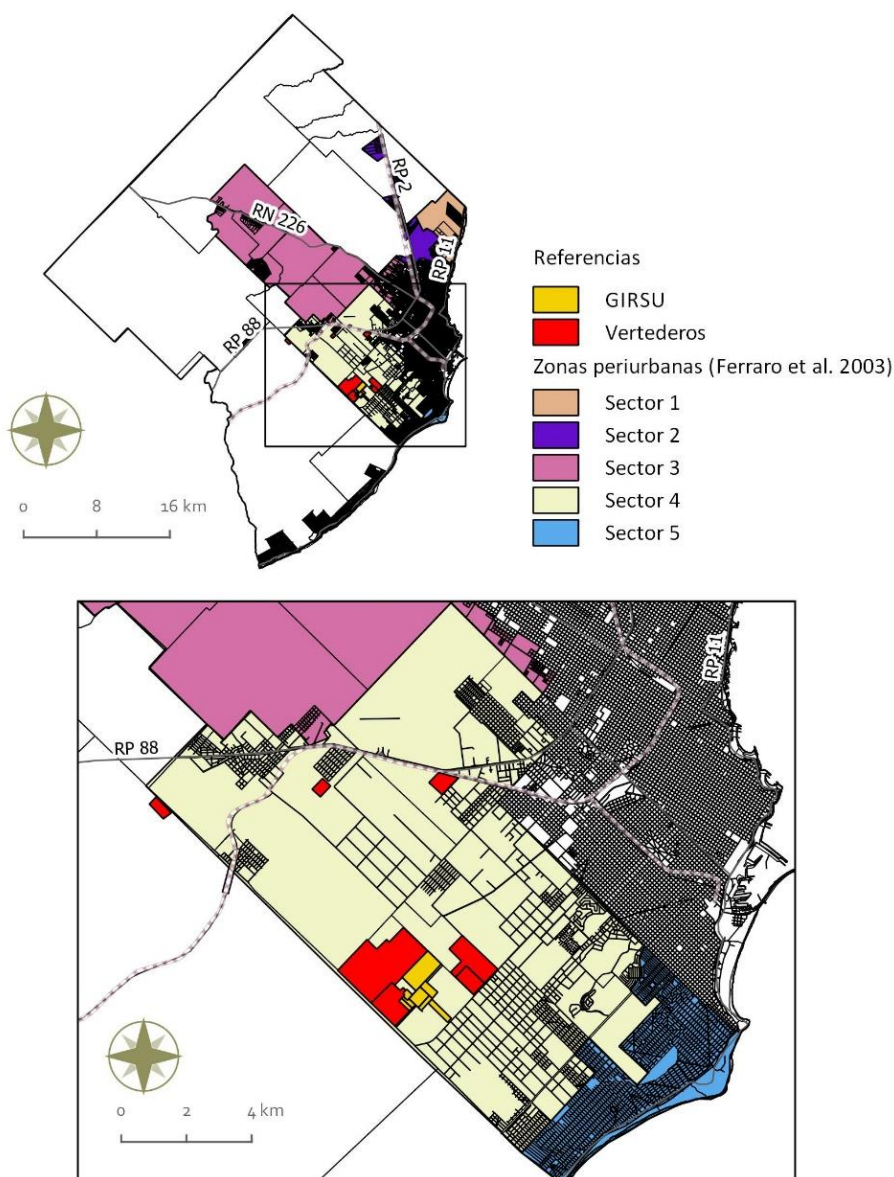 RP 2
RN 226
RP 11
RP 88
0 8 16 km
Referencias
GIRSU
Vertederos
Zonas periurbanas (Ferraro et al. 2003)
Sector 1
Sector 2
Sector 3
Sector 4
Sector 5
RP 11
RP 88
0 2 4 km